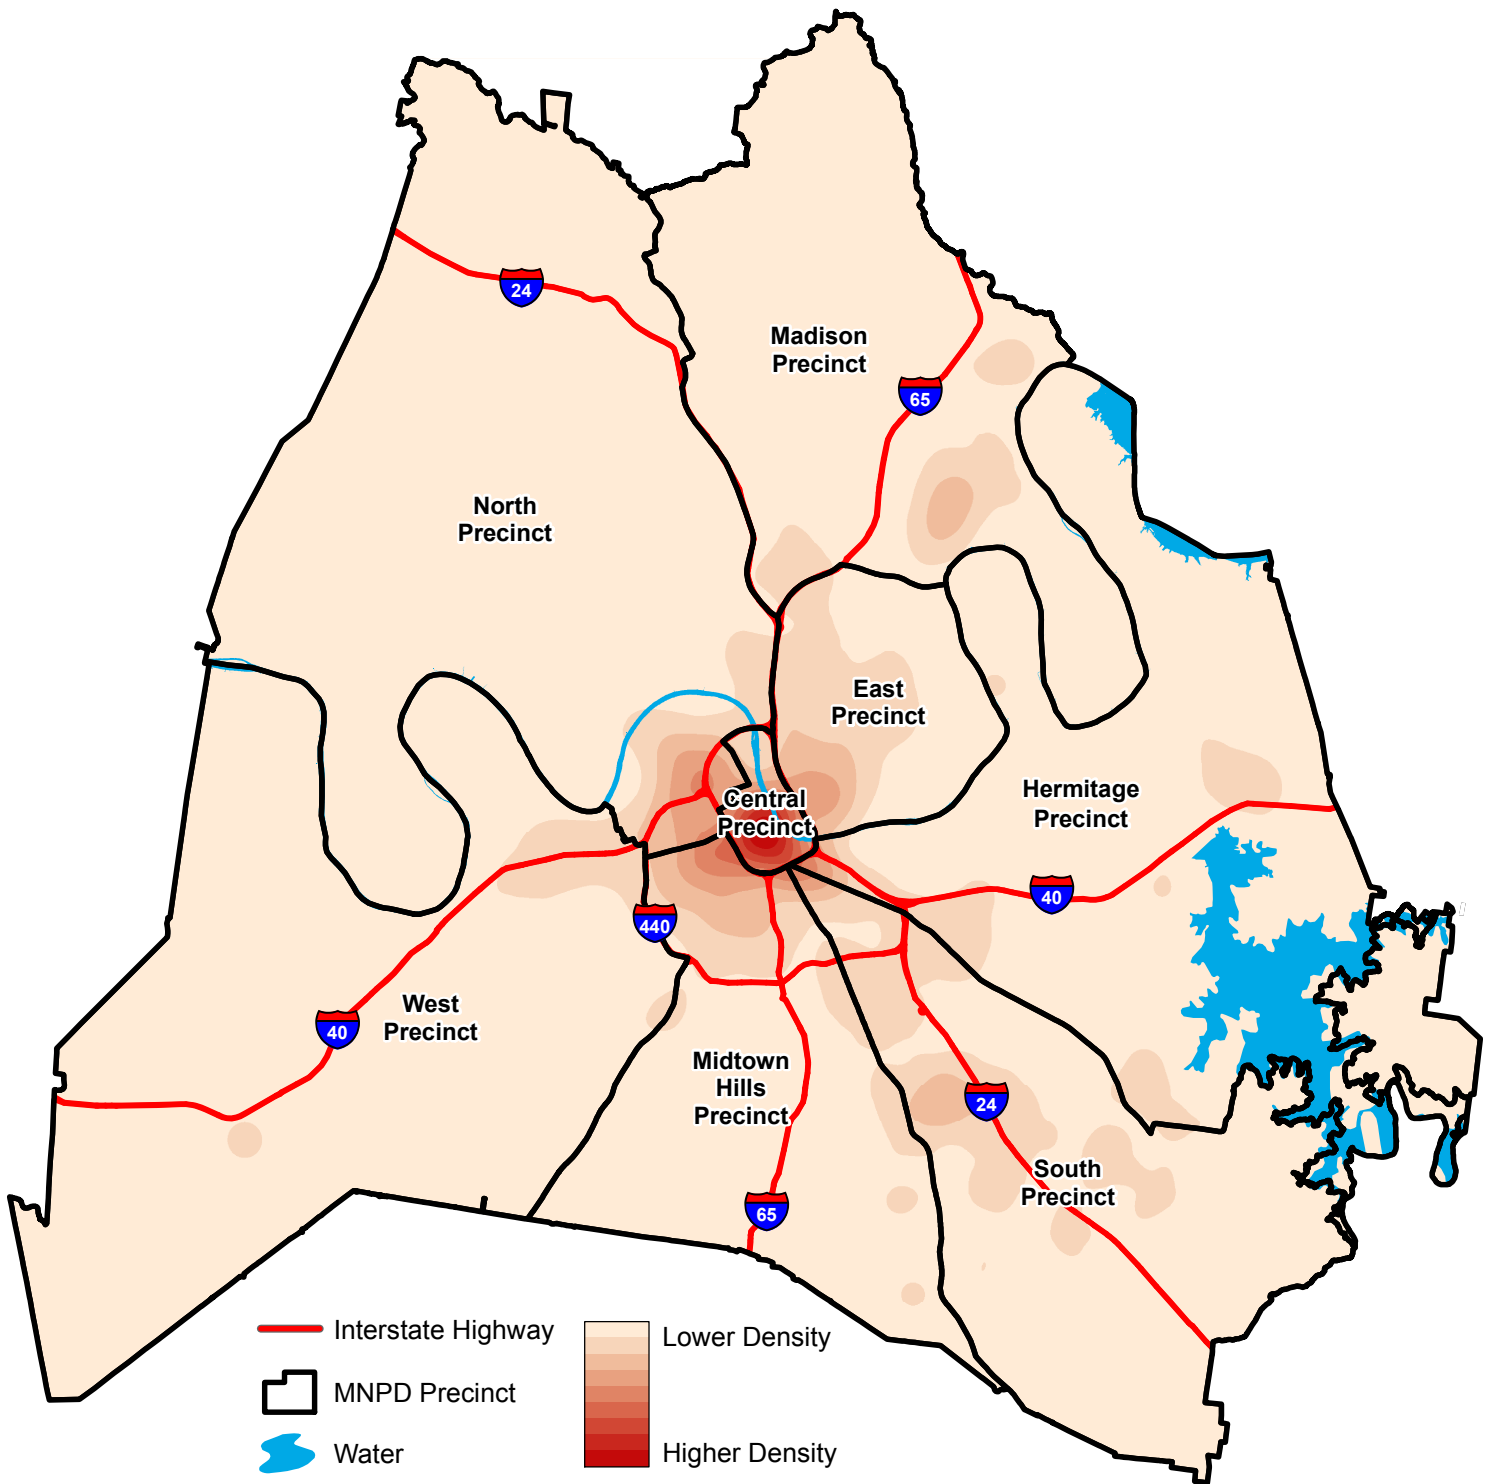 24
Madison
Precinct
65
North
Precinct
East
Precinct
Hermitage
Precinct
Central
Precinct
40
440
West
Precinct
40
Midtown
Hills
Precinct
24
South
Precinct
65
Interstate Highway
MNPD Precinct
Water
Lower Density
Higher Density